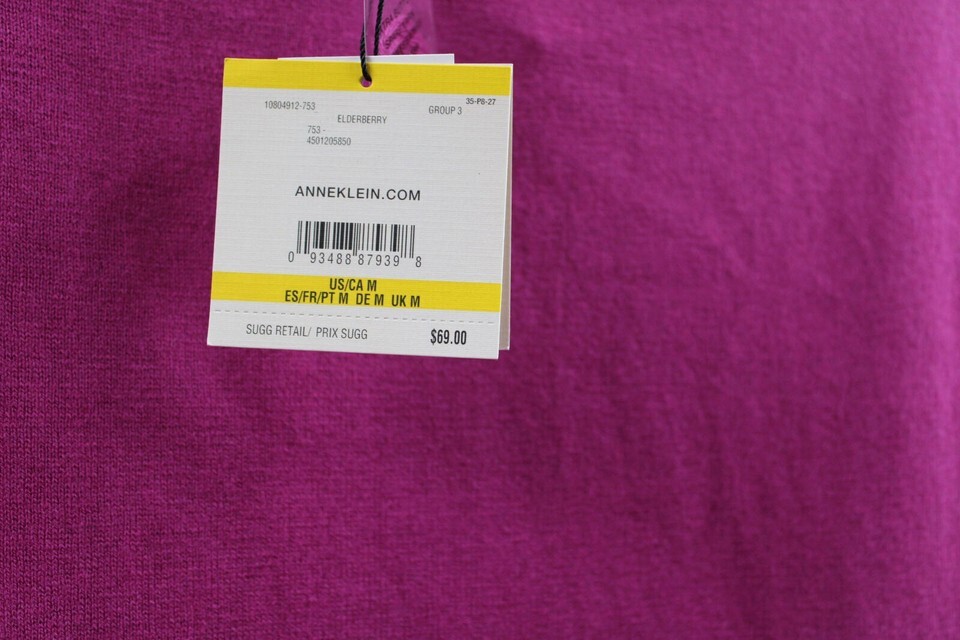 35-P8-27
10804912-753
GROUP 3
ELDERBERRY
753 -
4501205850
ANNEKLEIN.COM
0 93488 87939 8
US/CA M
ES/FR/PT M DE M UK M
SUGG RETAIL/ PRIX SUGG $69.00